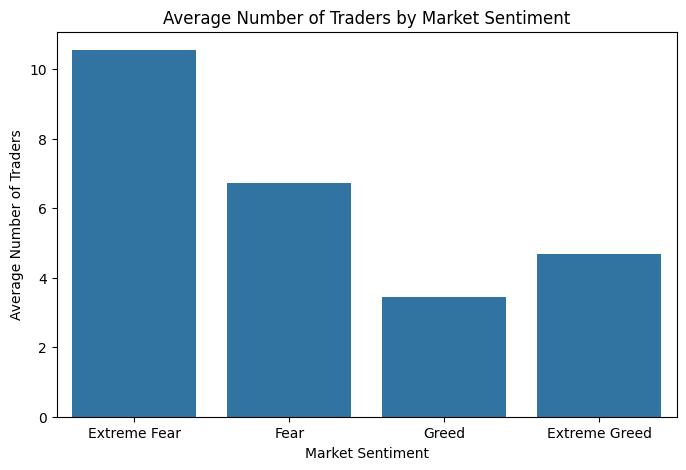 Average Number of Traders by Market Sentiment
Average Number of Traders
10
8
6
4
2
0
Extreme Fear
Fear
Greed
Extreme Greed
Market Sentiment